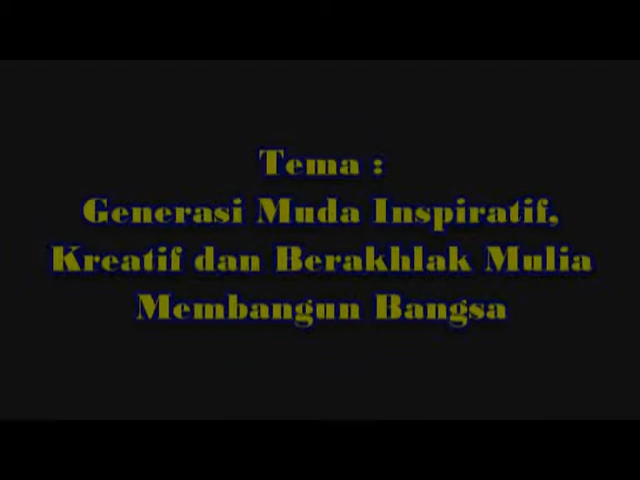 Tema :
Generasi Muda Inspiratif,
Kreatif dan Berakhlak Mulia
Membangun Bangsa